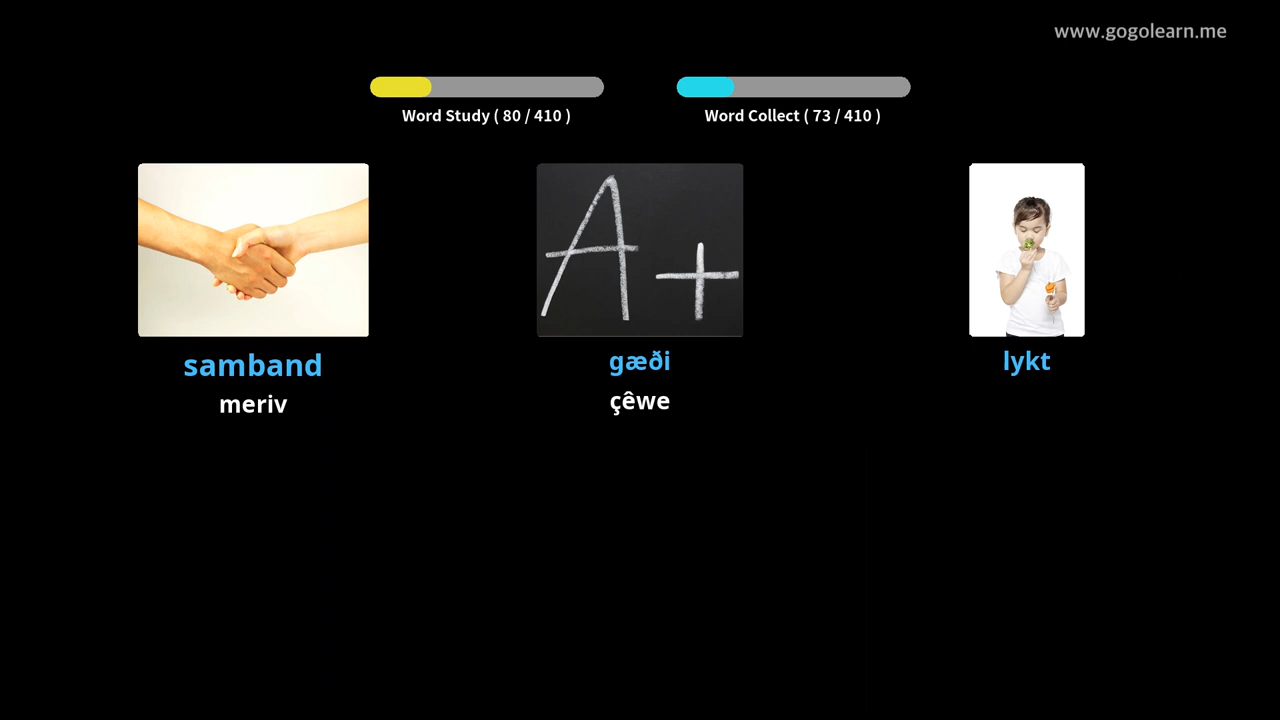 www.gogolearn.me
Word Study ( 80 / 410 )
Word Collect ( 73 / 410 )
A+
samband
meriv
gæði
çêwe
lykt